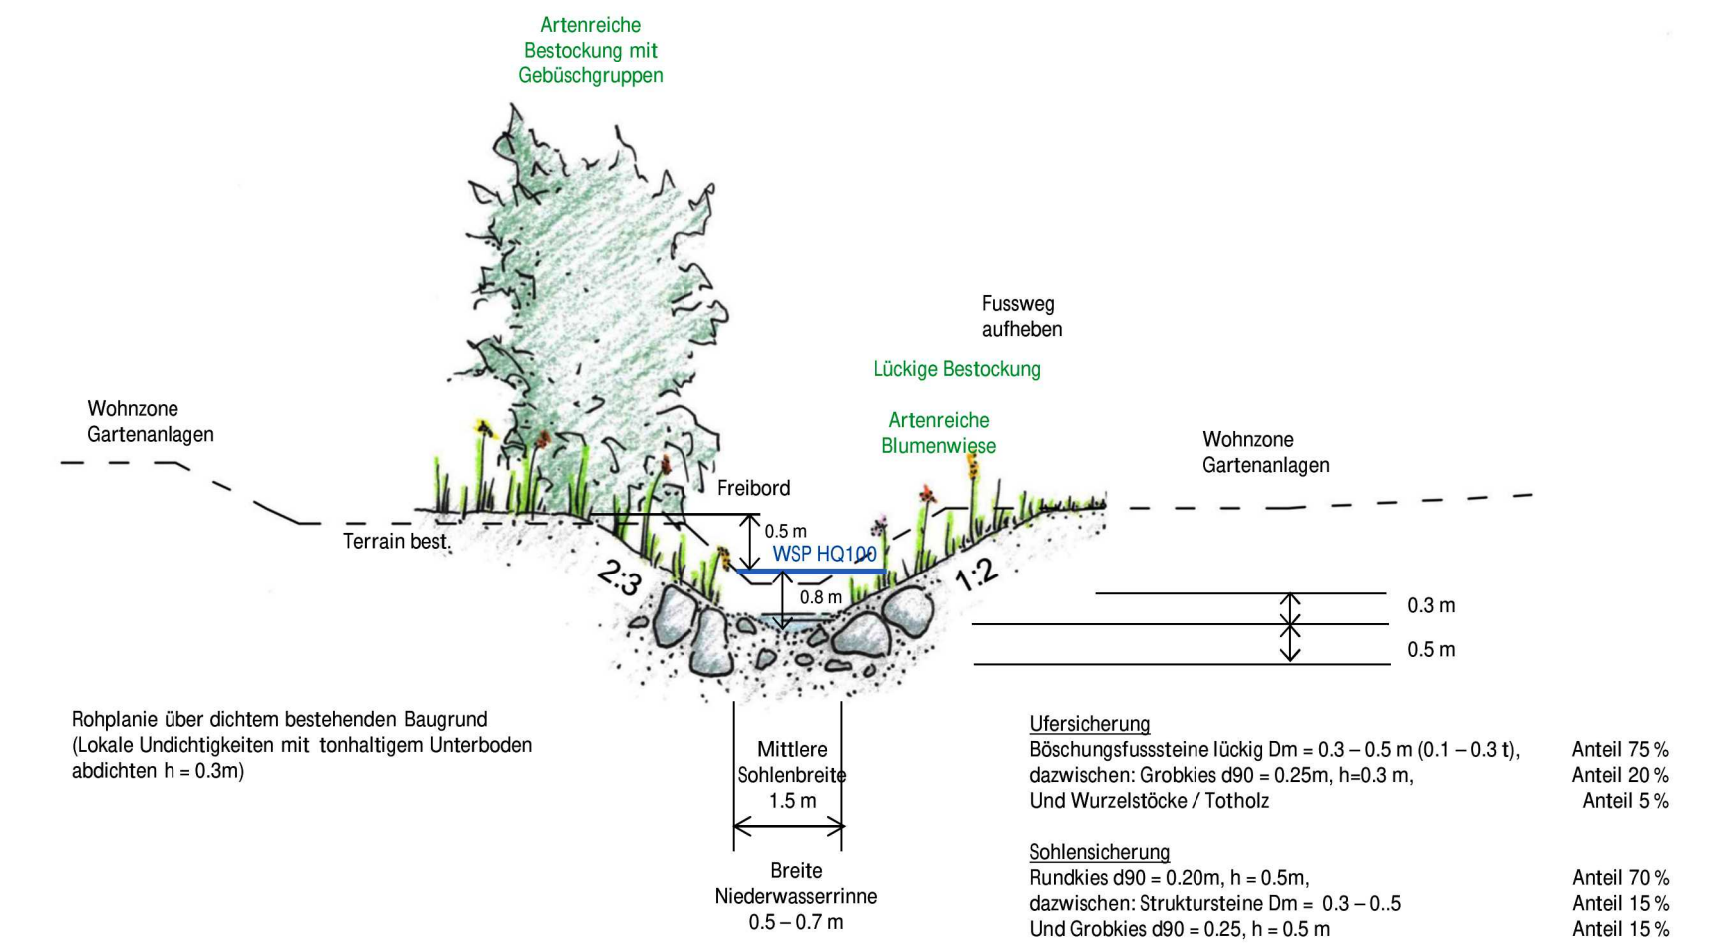 Artenreiche
Bestockung mit
Gebüschgruppen
Fussweg
aufheben
Lückige Bestockung
Artenreiche
Blumenwiese
Wohnzone
Gartenanlagen
Wohnzone
Gartenanlagen
Freibord
0.5 m
Terrain best.
WSP HQ100
2:3
1:2
0.8 m
0.3 m
0.5 m
Rohplanie über dichtem bestehenden Baugrund
(Lokale Undichtigkeiten mit tonhaltigem Unterboden
abdichten h = 0.3m)
Mittlere
Sohlenbreite
1.5 m
Breite
Niederwasserrinne
0.5 – 0.7 m
Ufersicherung
Böschungsfusssteine lückig Dm = 0.3 – 0.5 m (0.1 – 0.3 t), Anteil 75 %
dazwischen: Grobkies d90 = 0.25m, h=0.3 m, Anteil 20 %
Und Wurzelstöcke / Totholz Anteil 5 %
Sohlensicherung
Rundkies d90 = 0.20m, h = 0.5m, Anteil 70 %
dazwischen: Struktursteine Dm = 0.3 – 0..5 Anteil 15 %
Und Grobkies d90 = 0.25, h = 0.5 m Anteil 15 %